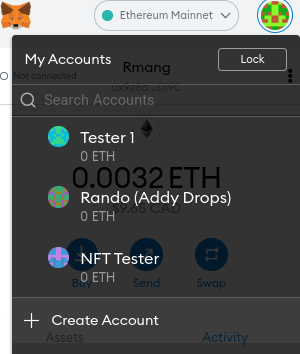 Ethereum Mainnet
My Accounts
Lock
Rmang
Not connected
Search Accounts
Tester 1
0 ETH
0.0032 ETH
Rando (Addy Drops)
0 ETH
CAD
NFT Tester
0 ETH
Buy
Send
Swap
Create Account
Assets
Activity